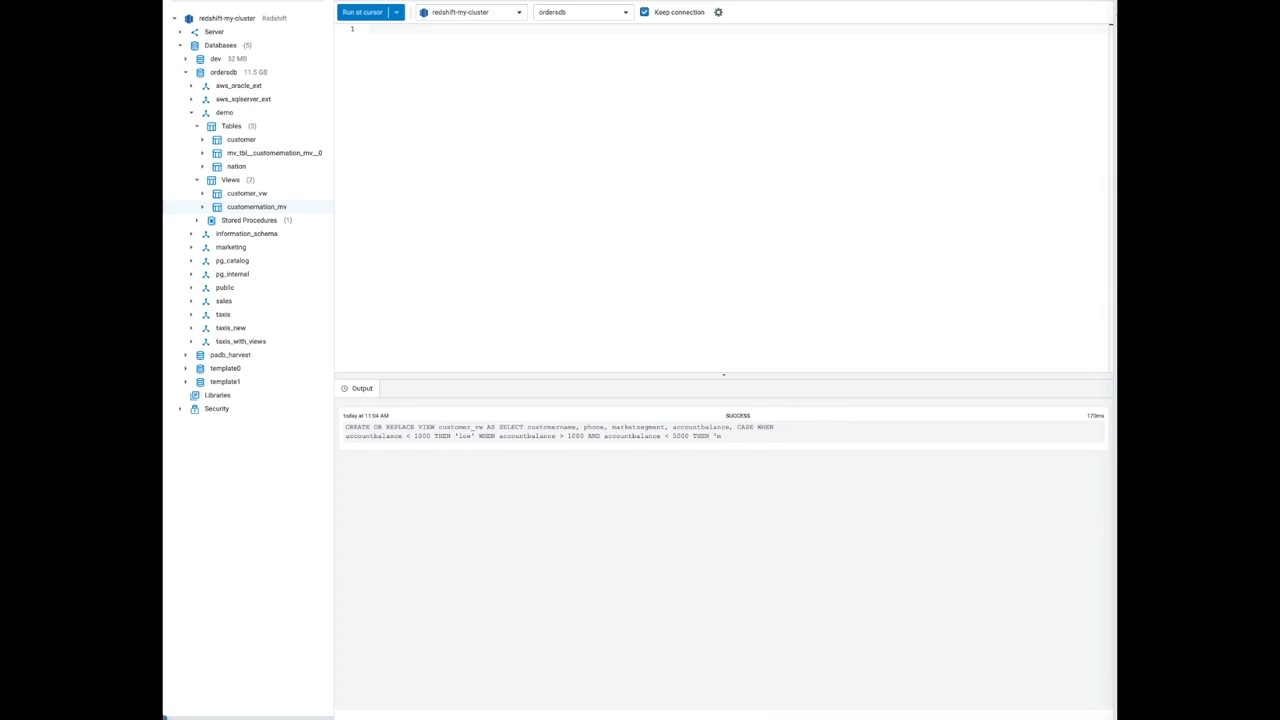 redshift-my-cluster Redshift
Server
Databases (5)
dev 32 MB
ordersdb 11.5 GB
aws_oracle_ext
aws_sqlserver_ext
demo
Tables (3)
customer
mv_tbl__customernation_mv__0
nation
Views (2)
customer_vw
customernation_mv
Stored Procedures (1)
information_schema
marketing
pg_catalog
pg_internal
public
sales
taxis
taxis_new
taxis_with_views
padb_harvest
template0
template1
Libraries
Security
Run at cursor redshift-my-cluster ordersdb Keep connection
1
Output
today at 11:04 AM SUCCESS 170ms
CREATE OR REPLACE VIEW customer_vw AS SELECT customername, phone, marketsegment, accountbalance, CASE WHEN
accountbalance < 1000 THEN 'low' WHEN accountbalance > 1000 AND accountbalance < 5000 THEN 'm